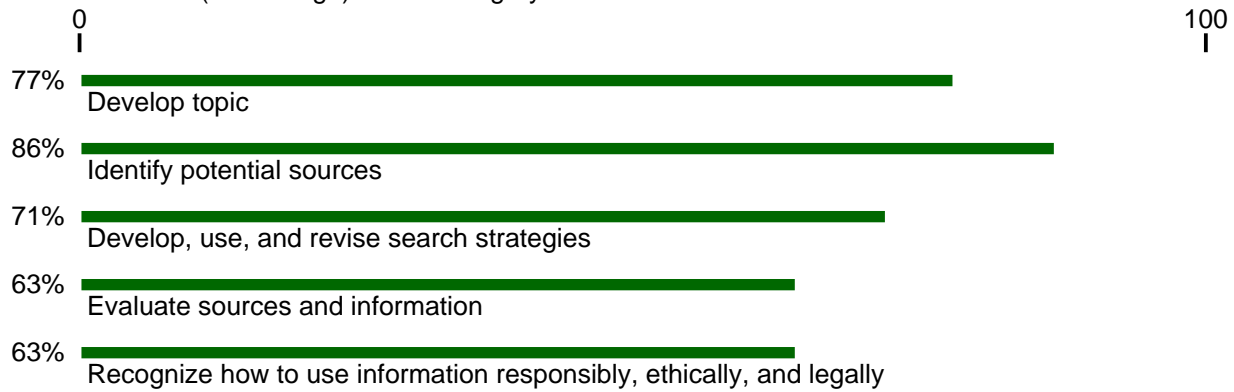 0 100
77%
Develop topic
86%
Identify potential sources
71%
Develop, use, and revise search strategies
63%
Evaluate sources and information
63%
Recognize how to use information responsibly, ethically, and legally